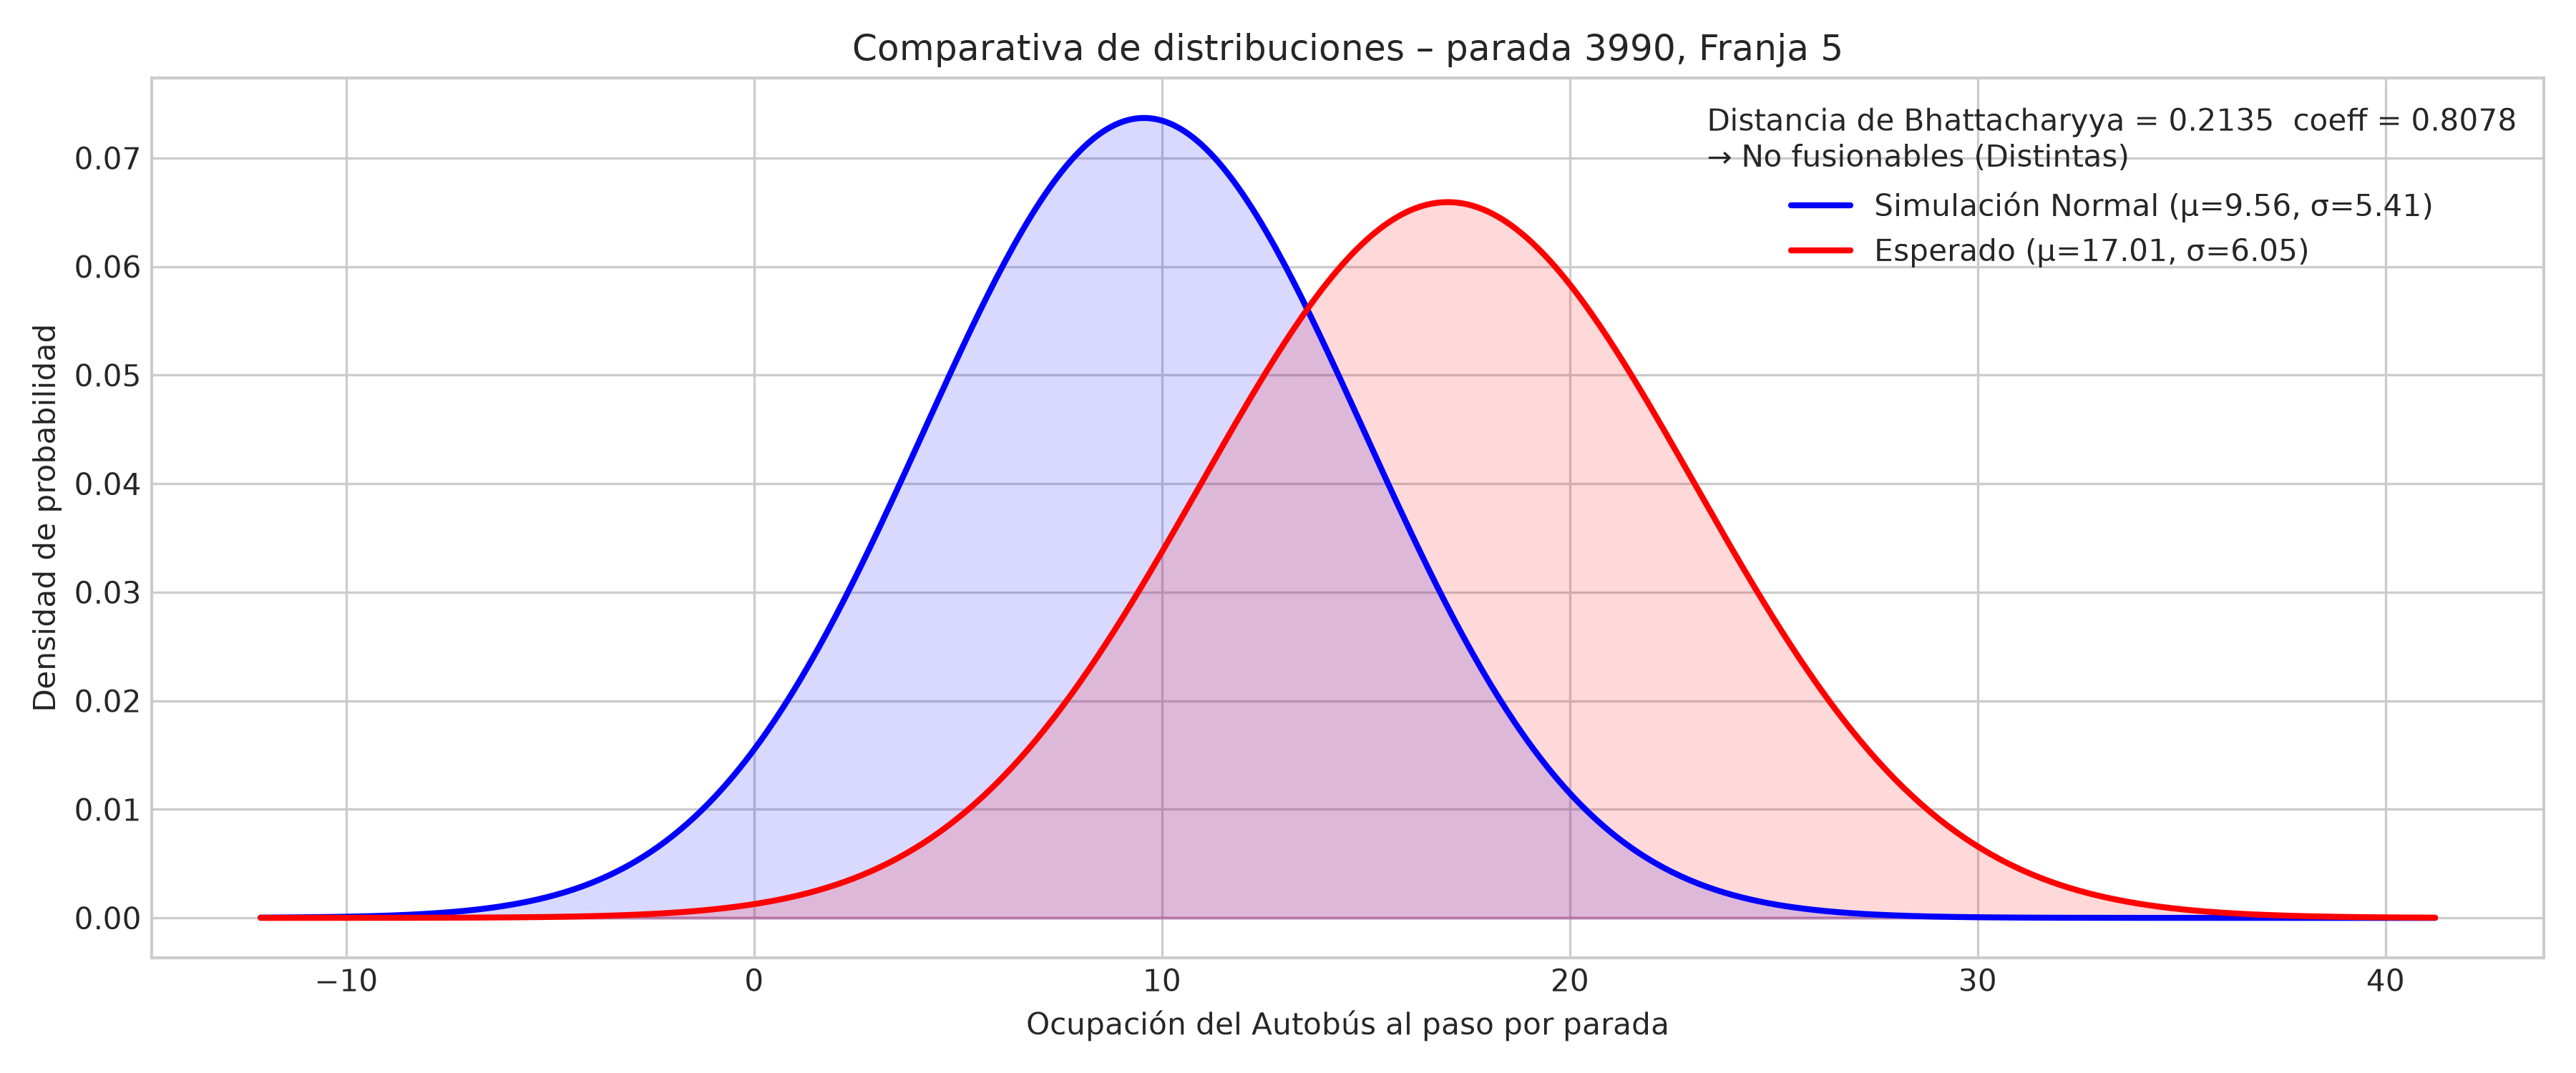 Comparativa de distribuciones – parada 3990, Franja 5
Distancia de Bhattacharyya = 0.2135  coeff = 0.8078
→ No fusionables (Distintas)
Simulación Normal (μ=9.56, σ=5.41)
Esperado (μ=17.01, σ=6.05)
Densidad de probabilidad
0.07
0.06
0.05
0.04
0.03
0.02
0.01
0.00
−10 0 10 20 30 40
Ocupación del Autobús al paso por parada